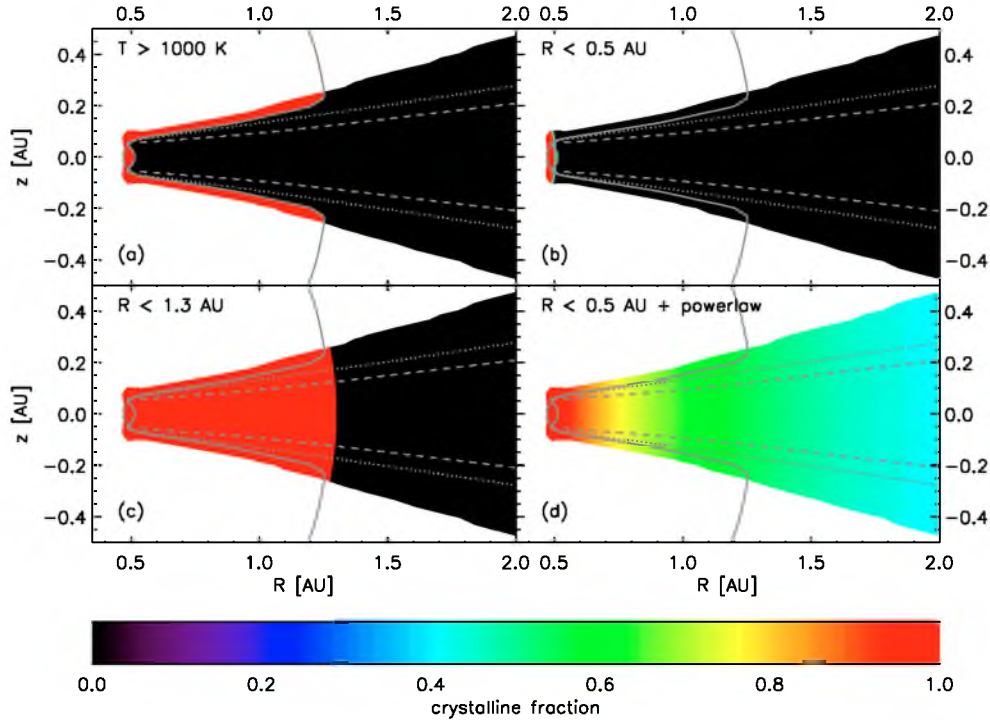 0.5 1.0 1.5 2.0 0.5 1.0 1.5 2.0
T > 1000 K
R < 0.5 AU
0.4 0.4
0.2 0.2
z [AU] 0.0 0.0 z [AU]
-0.2 -0.2
-0.4 (a) (b) -0.4
R < 1.3 AU
R < 0.5 AU + powerlaw
0.4 0.4
0.2 0.2
z [AU] 0.0 0.0 z [AU]
-0.2 -0.2
-0.4 (c) (d) -0.4
0.5 1.0 1.5 2.0 0.5 1.0 1.5 2.0
R [AU] R [AU]
0.0 0.2 0.4 0.6 0.8 1.0
crystalline fraction